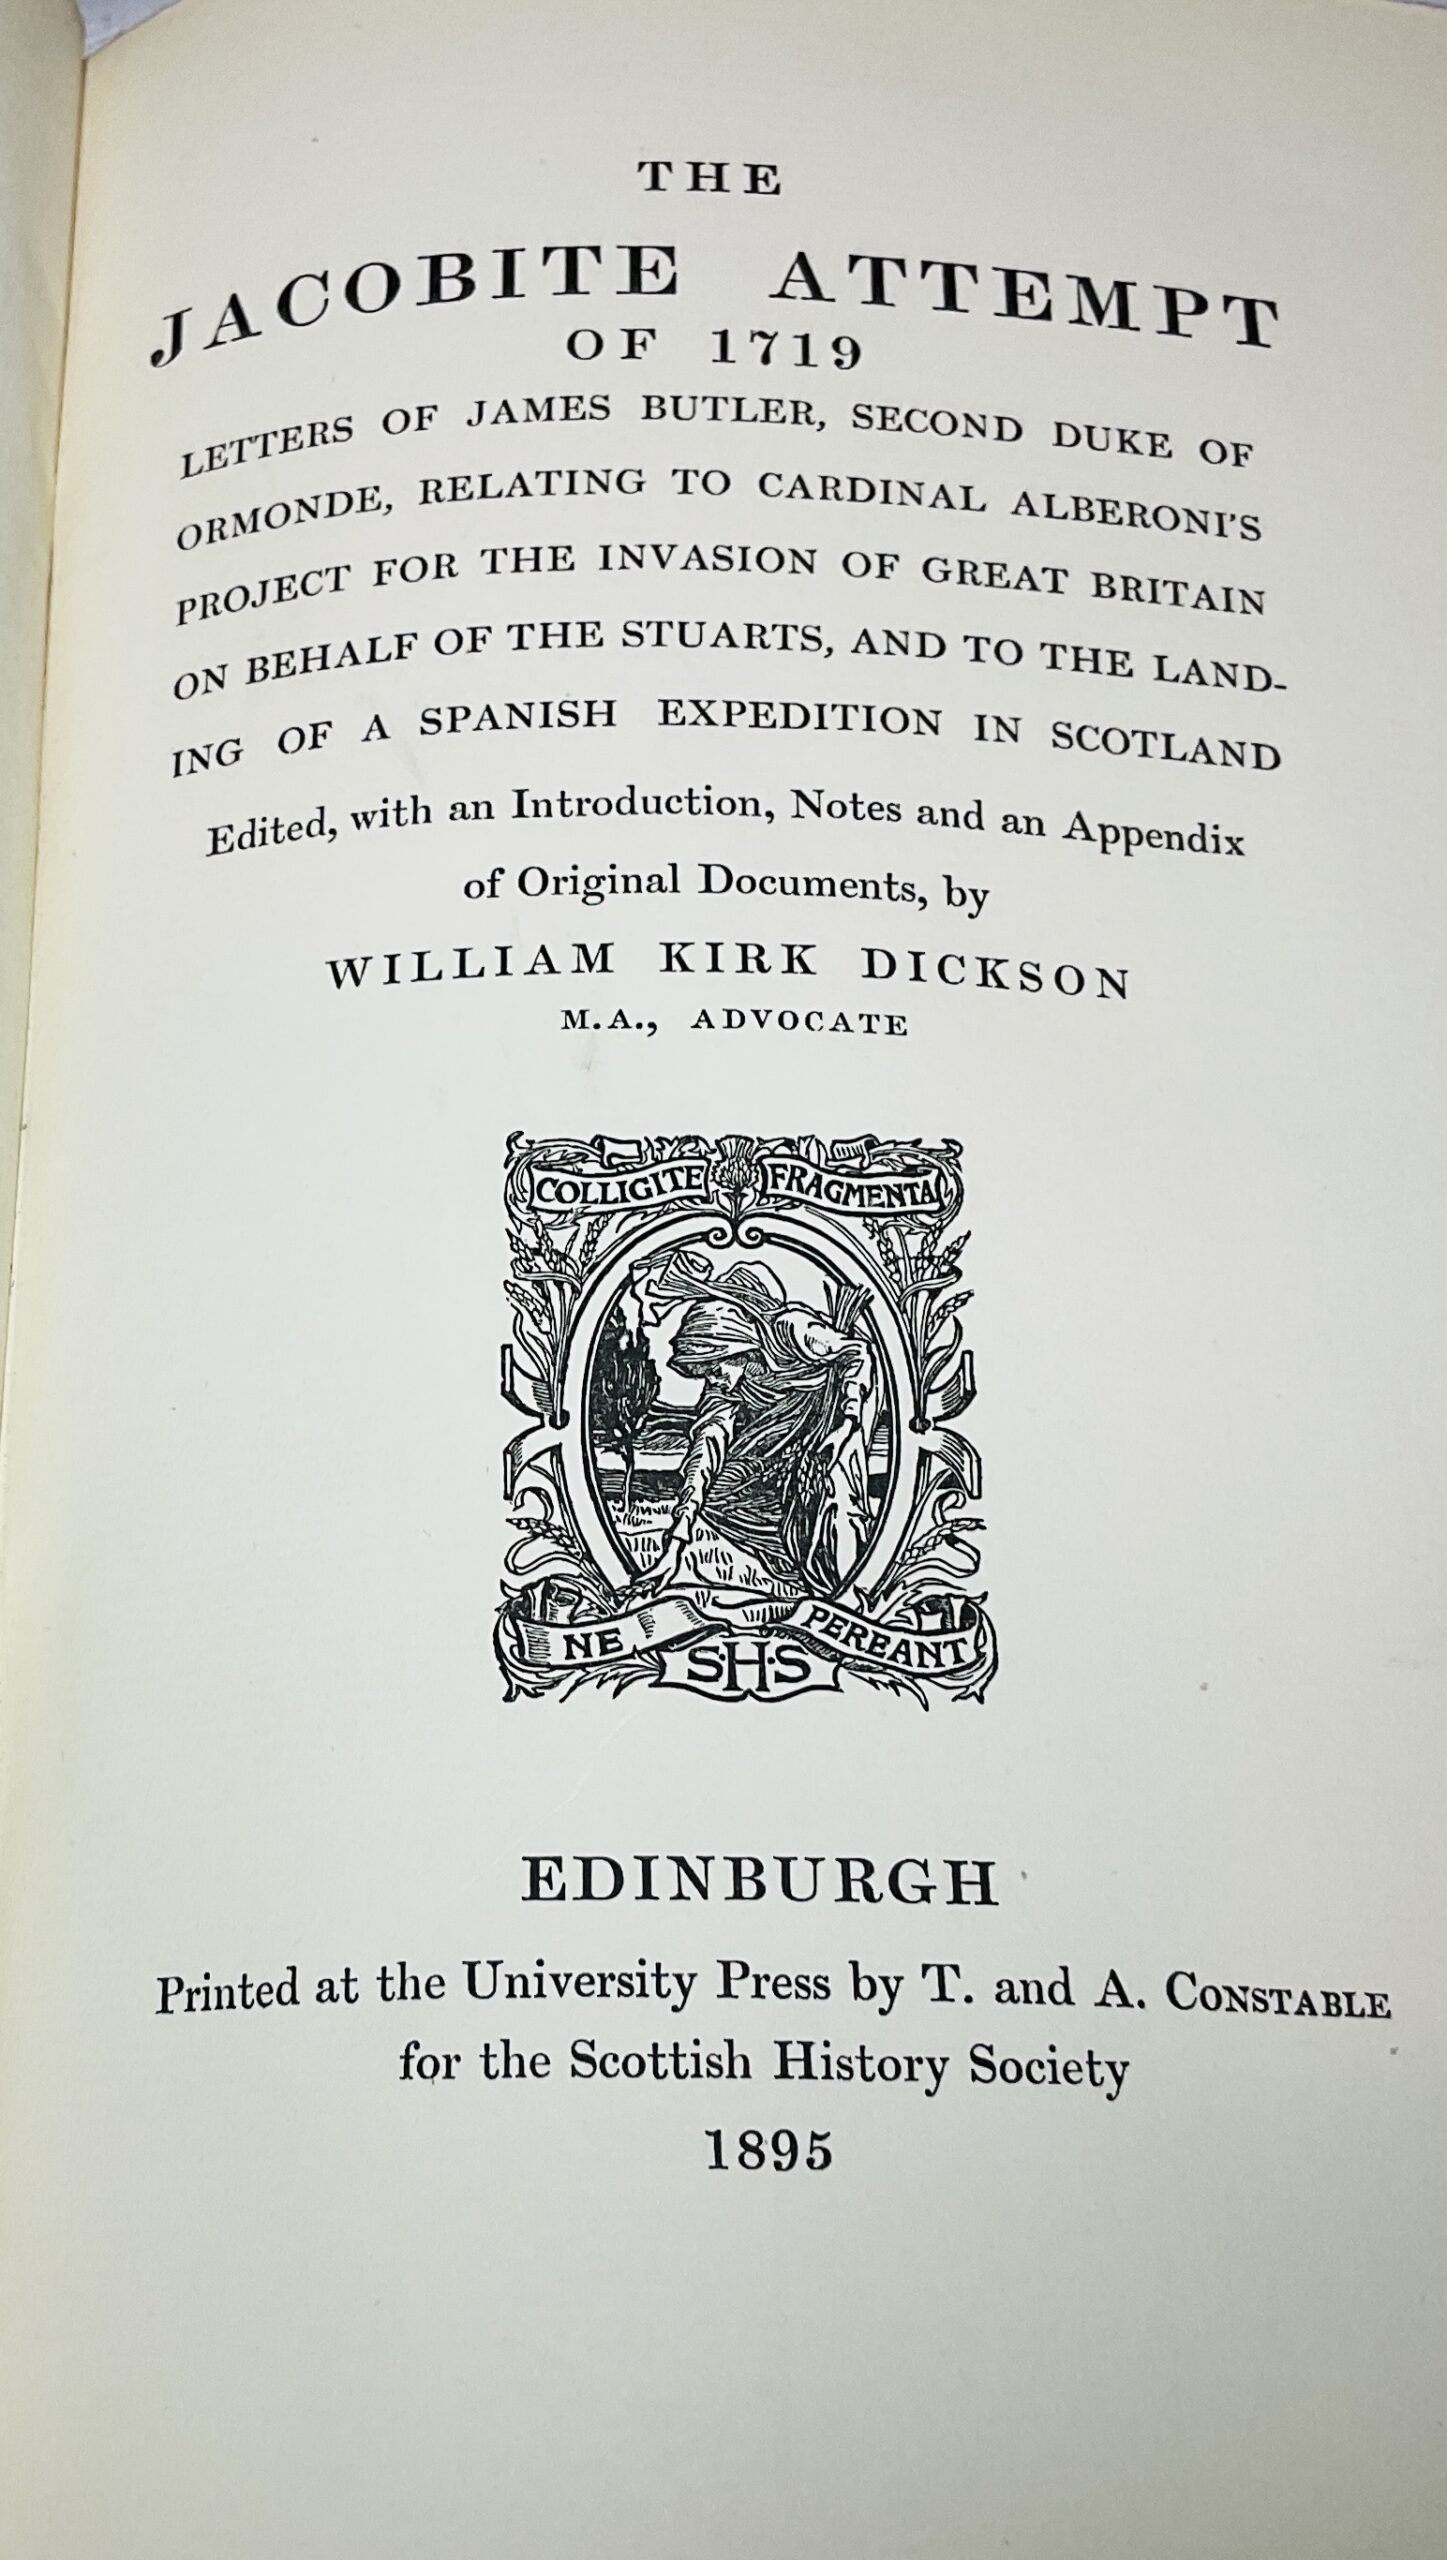 THE
JACOBITE ATTEMPT
OF 1719
LETTERS OF JAMES BUTLER, SECOND DUKE OF
ORMONDE, RELATING TO CARDINAL ALBERONI'S
PROJECT FOR THE INVASION OF GREAT BRITAIN
ON BEHALF OF THE STUARTS, AND TO THE LAND-
ING OF A SPANISH EXPEDITION IN SCOTLAND
Edited, with an Introduction, Notes and an Appendix
of Original Documents, by
WILLIAM KIRK DICKSON
M.A., ADVOCATE
COLLIGITE FRAGMENTA
NE PEREANT
S·H·S
EDINBURGH
Printed at the University Press by T. and A. CONSTABLE
for the Scottish History Society
1895